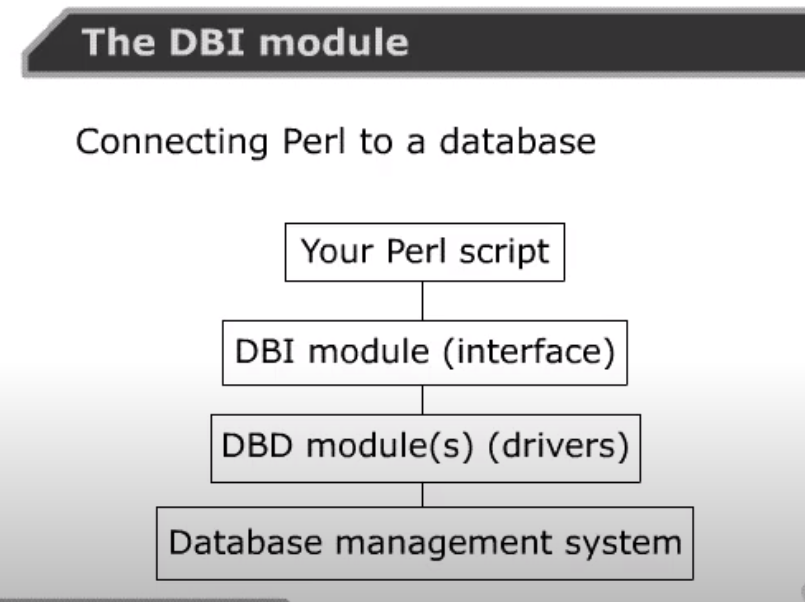 The DBI module
Connecting Perl to a database
Your Perl script
DBI module (interface)
DBD module(s) (drivers)
Database management system